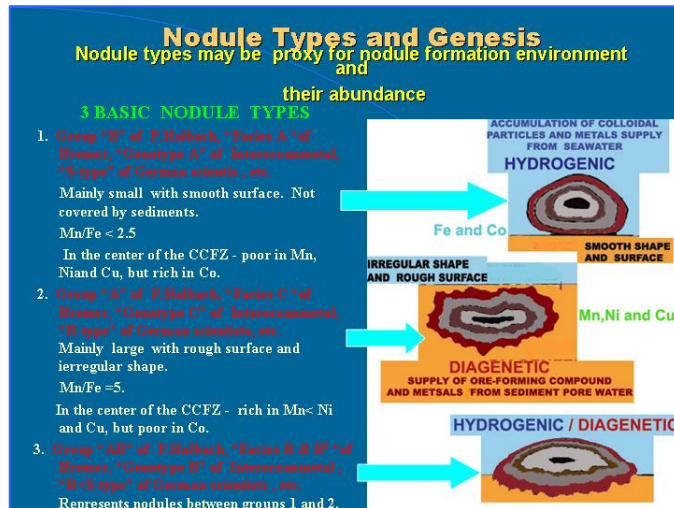 Nodule Types and Genesis
Nodule types may be proxy for nodule formation environment
and
their abundance
3 BASIC NODULE TYPES
1. Group "B" of P.Halbach, "Facies A "of
Ifremer, "Genotype A" of Interoceanmetal,
"S-type" of German scientis , etc.
Mainly small with smooth surface. Not
covered by sediments.
Mn/Fe < 2.5
In the center of the CCFZ - poor in Mn,
Niand Cu, but rich in Co.
2. Group "A" of P.Halbach, "Facies C "of
Ifremer, "Genotype C" of Interoceanmetal,
"R-type" of German scientists, etc.
Mainly large with rough surface and
ierregular shape.
Mn/Fe =5.
In the center of the CCFZ - rich in Mn< Ni
and Cu, but poor in Co.
3. Group "AB" of P.Halbach, "Facies B & "of
Ifremer, "Genotype B" of Interoceanmetal ,
"R+S-type" of German scientists , etc.
Represents nodules between groups 1 and 2.
ACCUMULATION OF COLLOIDAL
PARTICLES AND METALS SUPPLY
FROM SEAWATER
HYDROGENIC
Fe and Co
SMOOTH SHAPE
AND SURFACE
IRREGULAR SHAPE
AND ROUGH SURFACE
Mn,Ni and Cu
DIAGENETIC
SUPPLY OF ORE-FORMING COMPOUND
AND METSALS FROM SEDIMENT PORE WATER
HYDROGENIC / DIAGENETIC